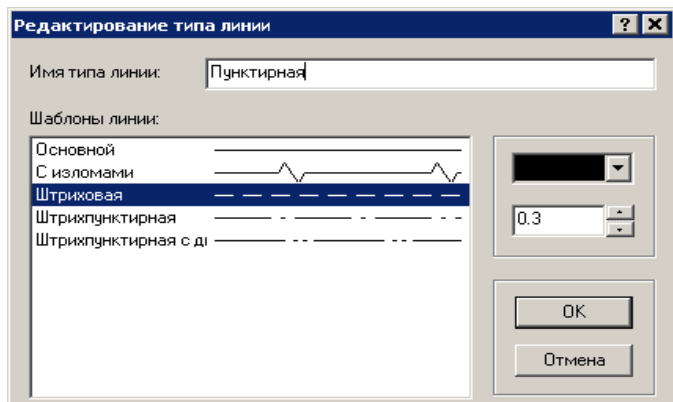 Редактирование типа линии
Имя типа линии: Пунктирная
Шаблоны линии:
Основной
С изломами
Штриховая
Штрихпунктирная
Штрихпунктирная с
0.3
OK
Отмена